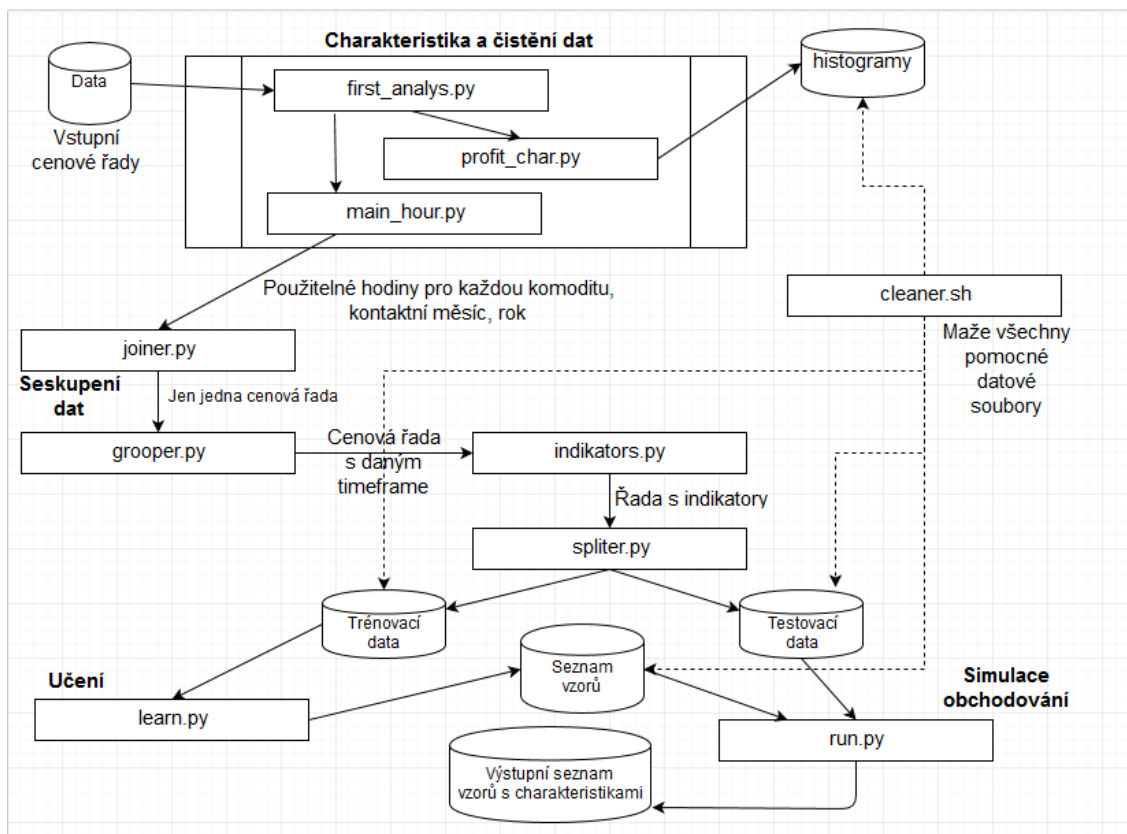 Charakteristika a čistění dat
Data
Vstupní
cenové řady
first_analys.py
profit_char.py
main_hour.py
histogramy
Použitelné hodiny pro každou komoditu,
kontaktní měsíc, rok
cleaner.sh
Maže všechny
pomocné
datové
soubory
joiner.py
Seskupení
dat
Jen jedna cenová řada
grooper.py
Cenová řada
s daným
timeframe
indikators.py
Řada s indikatory
spliter.py
Trénovací
data
Testovací
data
Seznam
vzorů
Učení
learn.py
Simulace
obchodování
run.py
Výstupní seznam
vzorů s charakteristikami